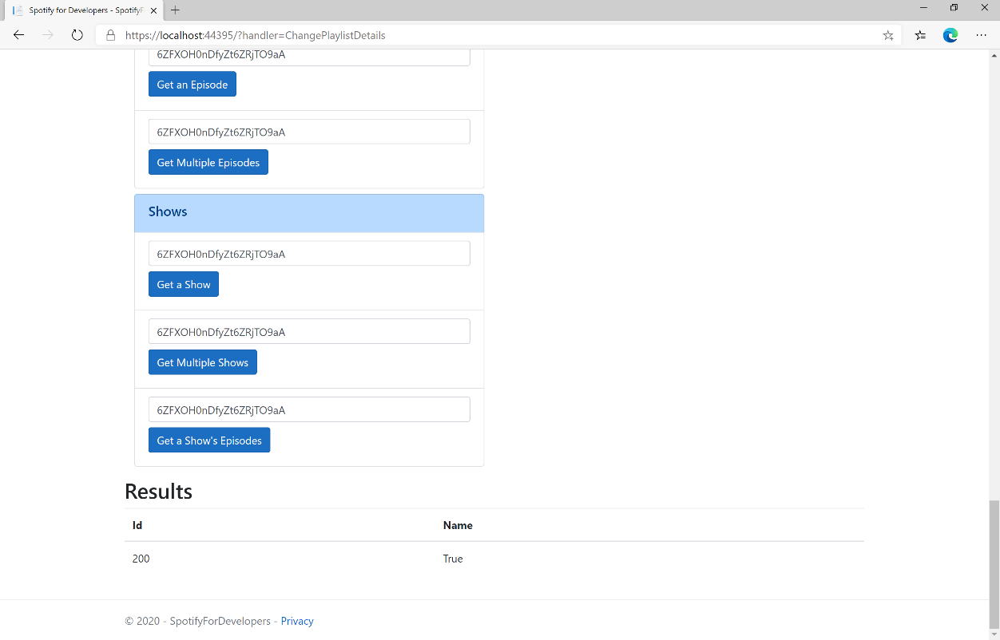 Spotify for Developers - SpotifyF
https://localhost:44395/?handler=ChangePlaylistDetails
6ZFXOH0nDfyZt6ZRjTO9aA
Get an Episode
6ZFXOH0nDfyZt6ZRjTO9aA
Get Multiple Episodes
Shows
6ZFXOH0nDfyZt6ZRjTO9aA
Get a Show
6ZFXOH0nDfyZt6ZRjTO9aA
Get Multiple Shows
6ZFXOH0nDfyZt6ZRjTO9aA
Get a Show's Episodes
Results
Id Name
200 True
© 2020 - SpotifyForDevelopers - Privacy